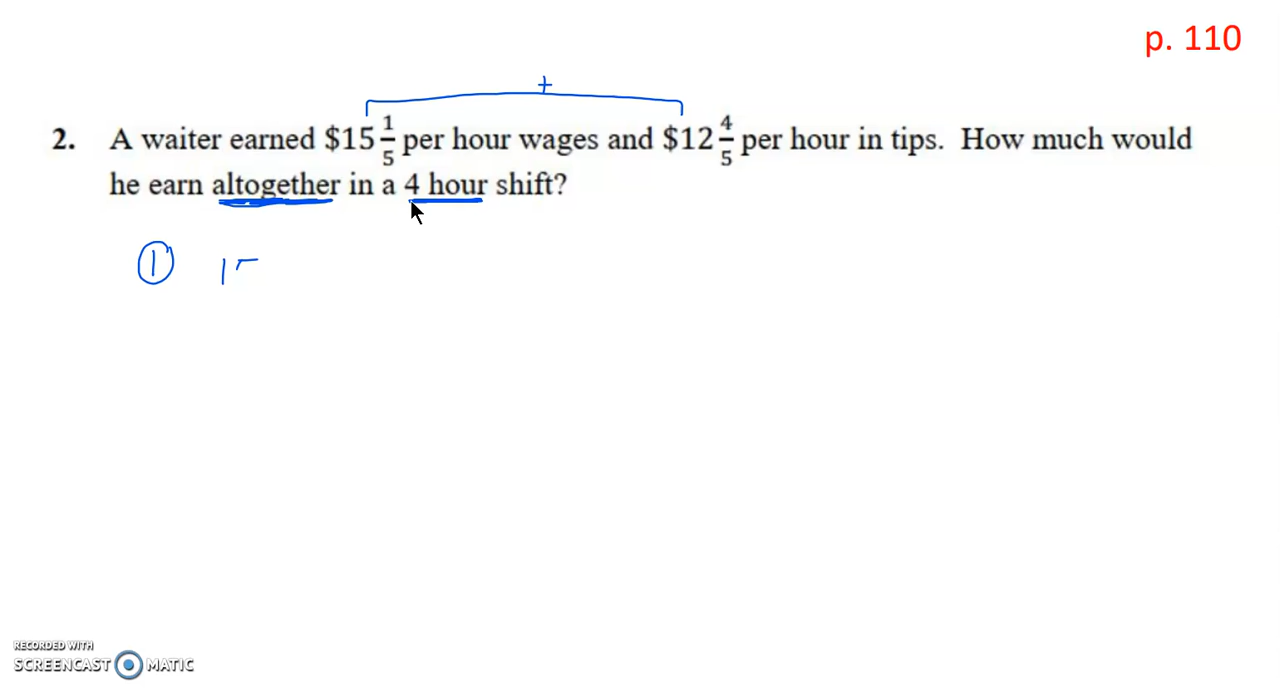 p. 110
+
2. A waiter earned $15 1/5 per hour wages and $12 4/5 per hour in tips. How much would
he earn altogether in a 4 hour shift?
① 1
RECORDED WITH
SCREENCAST MATIC